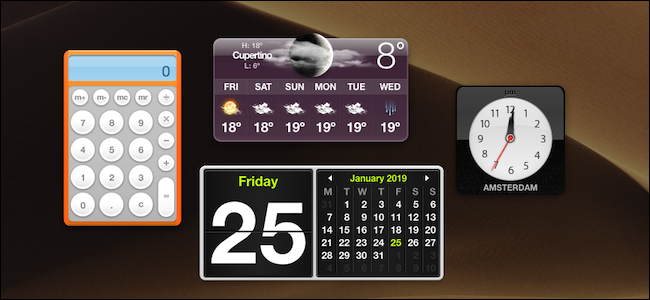 0
m+ m- mc mr ÷
7 8 9 ×
4 5 6 −
1 2 3 +
0 . c =
H: 18°
Cupertino
L: 6°
8°
FRI SAT SUN MON TUE WED
18° 19° 19° 19° 19° 19°
pm
12
1
2
3
4
5
6
7
8
9
10
11
AMSTERDAM
Friday
25
January 2019
M T W T F S S
31 1 2 3 4 5 6
7 8 9 10 11 12 13
14 15 16 17 18 19 20
21 22 23 24 25 26 27
28 29 30 31 1 2 3
4 5 6 7 8 9 10